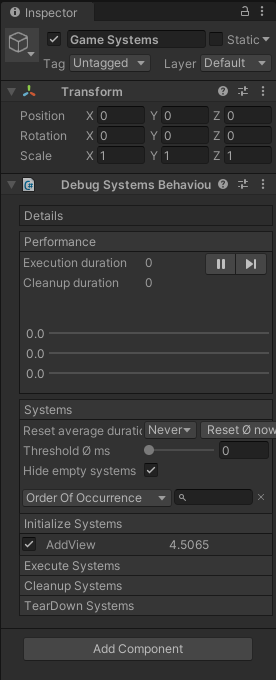 Inspector
Game Systems Static
Tag Untagged Layer Default
Transform
Position X 0 Y 0 Z 0
Rotation X 0 Y 0 Z 0
Scale X 1 Y 1 Z 1
Debug Systems Behaviou
Details
Performance
Execution duration 0
Cleanup duration 0
0.0
0.0
0.0
Systems
Reset average duratio Never Reset Ø now
Threshold Ø ms 0
Hide empty systems
Order Of Occurrence
Initialize Systems
AddView 4.5065
Execute Systems
Cleanup Systems
TearDown Systems
Add Component